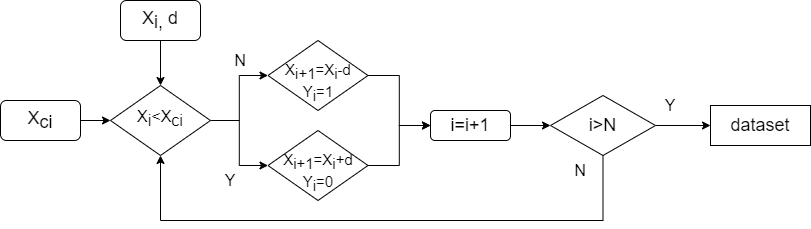 Xi, d
Xci
Xi<Xci
N
Xi+1=Xi-d
Yi=1
Y
Xi+1=Xi+d
Yi=0
i=i+1
i>N
Y
N
dataset